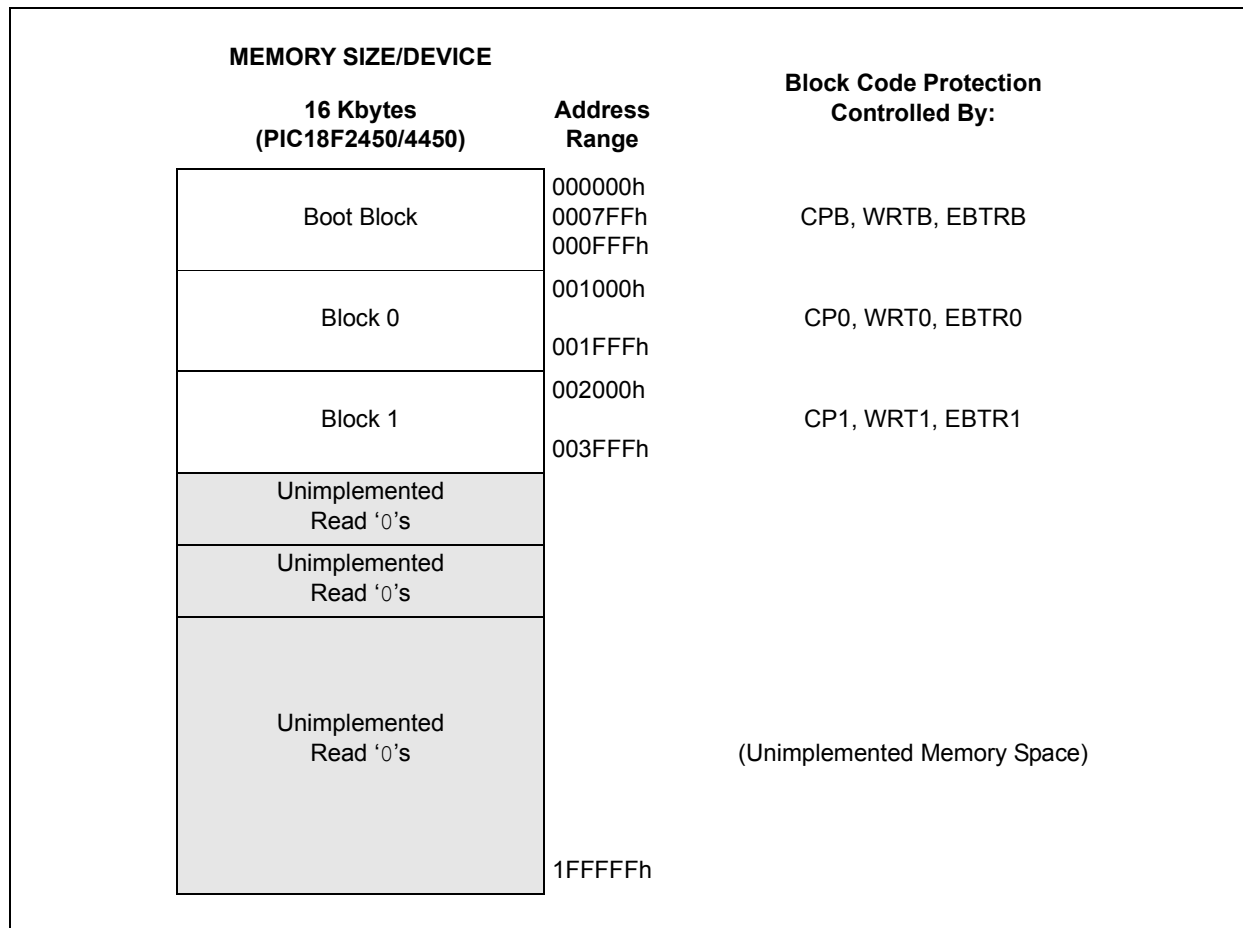 MEMORY SIZE/DEVICE
16 Kbytes
(PIC18F2450/4450)
Address
Range
Block Code Protection
Controlled By:
Boot Block
000000h
0007FFh
000FFFh
CPB, WRTB, EBTRB
Block 0
001000h
001FFFh
CP0, WRT0, EBTR0
Block 1
002000h
003FFFh
CP1, WRT1, EBTR1
Unimplemented
Read ‘0’s
Unimplemented
Read ‘0’s
Unimplemented
Read ‘0’s
(Unimplemented Memory Space)
1FFFFFh